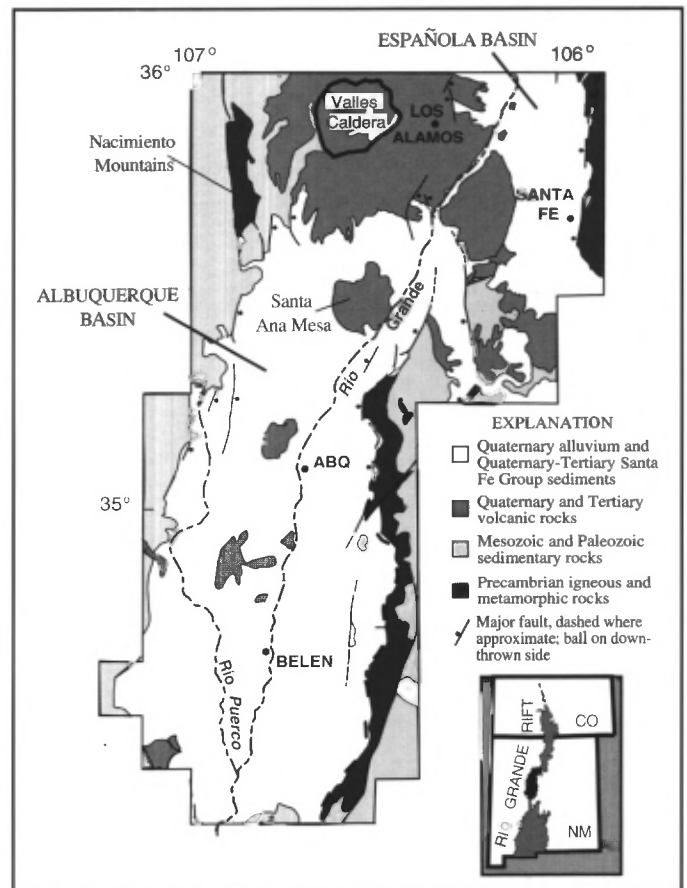 ESPAÑOLA BASIN
107°
106°
36°
Valles
Caldera
LOS
ALAMOS
Nacimiento
Mountains
SANTA
FE
ALBUQUERQUE
BASIN
Santa
Ana Mesa
Rio Grande
ABQ
35°
BELEN
Rio Puerco
EXPLANATION
Quaternary alluvium and
Quaternary-Tertiary Santa
Fe Group sediments
Quaternary and Tertiary
volcanic rocks
Mesozoic and Paleozoic
sedimentary rocks
Precambrian igneous and
metamorphic rocks
Major fault, dashed where
approximate; ball on down-
thrown side
RIO GRANDE RIFT
CO
NM